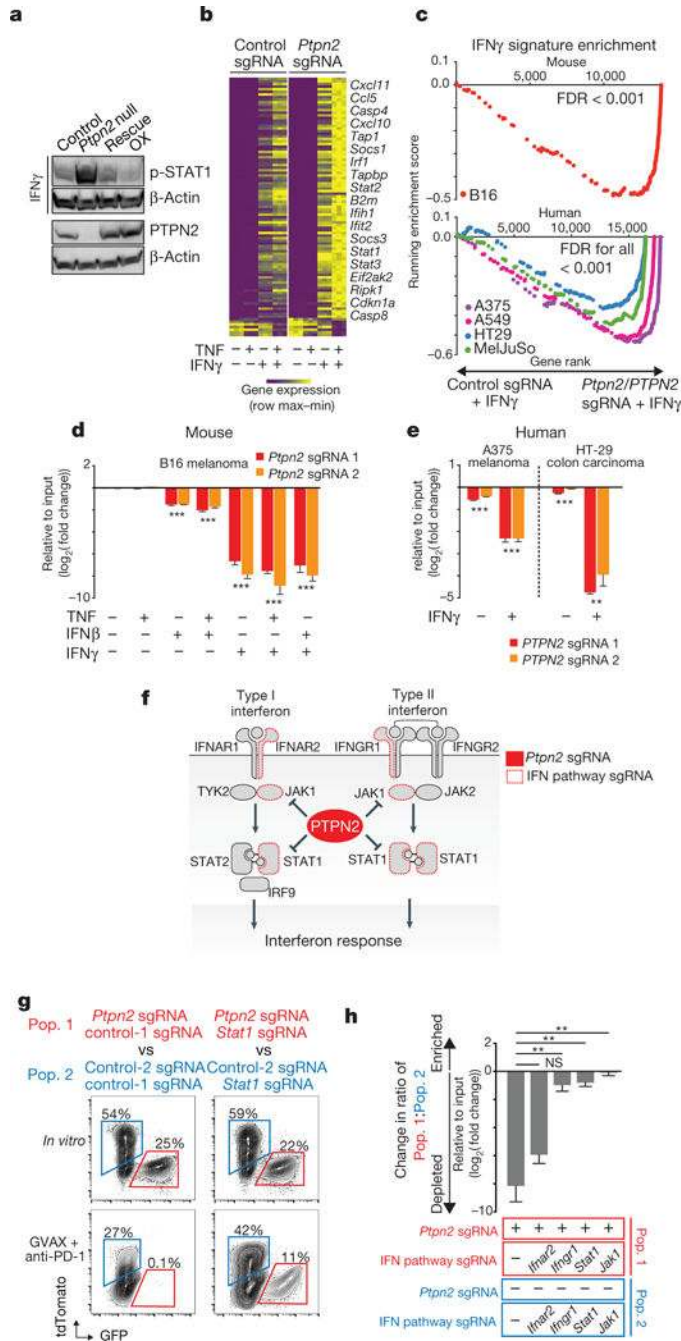 a
Control
Ptpn2 null
Rescue
OX
IFNγ
p-STAT1
β-Actin
PTPN2
β-Actin
b
Control
sgRNA
Ptpn2
sgRNA
Cxcl11
Ccl5
Casp4
Cxcl10
Tap1
Socs1
Irf1
Tapbp
Stat2
B2m
Ifih1
Ifit2
Socs3
Stat1
Stat3
Eif2ak2
Ripk1
Cdkn1a
Casp8
TNF − + − + − + − +
IFNγ − − + + − − + +
Gene expression
(row max–min)
c
IFNγ signature enrichment
Mouse
0.1
5,000
10,000
0.0
FDR < 0.001
-0.5
B16
Running enrichment score
Human
0.1
5,000
10,000
15,000
0.0
FDR for all
< 0.001
A375
A549
HT29
MelJuSo
-0.6
Gene rank
Control sgRNA
+ IFNγ
Ptpn2/PTPN2
sgRNA + IFNγ
d
Mouse
B16 melanoma
Ptpn2 sgRNA 1
Ptpn2 sgRNA 2
Relative to input
(log2(fold change))
2
−10
*** *** *** *** ***
TNF − + − + − + −
IFNβ − − + + − − +
IFNγ − − − − + + +
e
Human
A375
melanoma
HT-29
colon carcinoma
relative to input
(log2(fold change))
1
−5
*** *** *** **
IFNγ − + − +
PTPN2 sgRNA 1
PTPN2 sgRNA 2
f
Type I
interferon
Type II
interferon
IFNAR1
IFNAR2
IFNGR1
IFNGR2
Ptpn2 sgRNA
IFN pathway sgRNA
TYK2
JAK1
JAK1
JAK2
PTPN2
STAT2
STAT1
STAT1
STAT1
IRF9
Interferon response
g
Pop. 1
Ptpn2 sgRNA
control-1 sgRNA
Ptpn2 sgRNA
Stat1 sgRNA
vs
vs
Pop. 2
Control-2 sgRNA
control-1 sgRNA
Control-2 sgRNA
Stat1 sgRNA
In vitro
54%
25%
59%
22%
GVAX +
anti-PD-1
27%
0.1%
42%
11%
tdTomato
GFP
h
**
**
**
NS
Enriched
Depleted
Change in ratio of
Pop. 1:Pop. 2
Relative to input
(log2(fold change))
2
0
−10
Ptpn2 sgRNA + + + + +
IFN pathway sgRNA − Ifnar2 Ifngr1 Stat1 Jak1
Pop. 1
Ptpn2 sgRNA − − − − −
IFN pathway sgRNA − Ifnar2 Ifngr1 Stat1 Jak1
Pop. 2